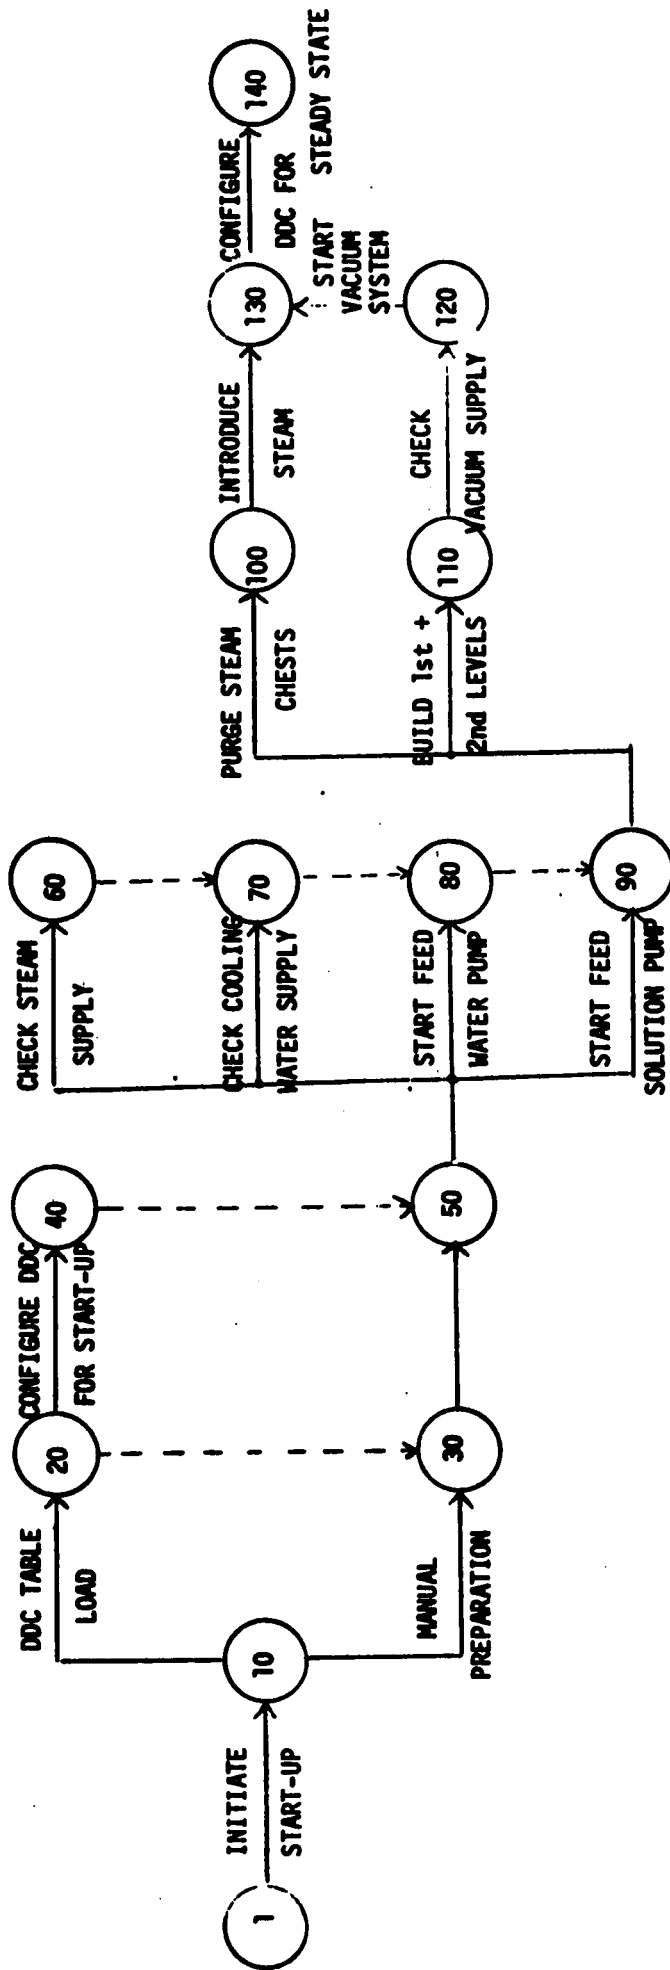 1
INITIATE
START-UP
10
DDC TABLE
LOAD
20
MANUAL
PREPARATION
30
CONFIGURE DDC
FOR START-UP
40
50
CHECK STEAM
SUPPLY
60
CHECK COOLING
WATER SUPPLY
70
START FEED
WATER PUMP
80
START FEED
SOLUTION PUMP
90
PURGE STEAM
CHESTS
100
BUILD 1st +
2nd LEVELS
110
INTRODUCE
STEAM
130
CHECK
VACUUM SUPPLY
120
START
VACUUM
SYSTEM
CONFIGURE
DDC FOR
STEADY STATE
140